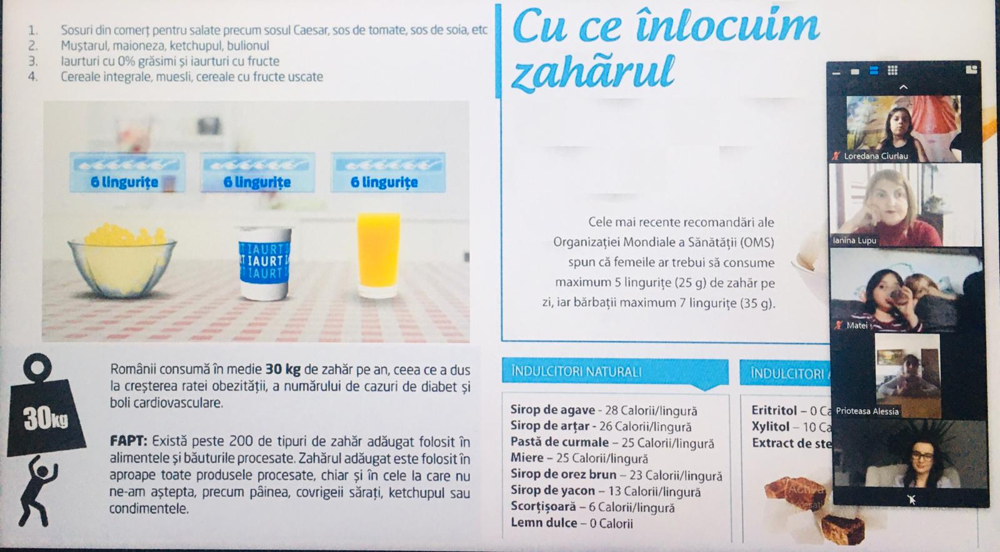 1. Sosuri din comerț pentru salate precum sosul Caesar, sos de tomate, sos de soia, etc
2. Muștarul, maioneza, ketchupul, bulionul
3. Iaurturi cu 0% grăsimi și iaurturi cu fructe
4. Cereale integrale, muesli, cereale cu fructe uscate
6 lingurițe
6 lingurițe
6 lingurițe
T IAURT
RT IAURT I
T IAURT
30kg
Românii consumă în medie 30 kg de zahăr pe an, ceea ce a dus
la creșterea ratei obezității, a numărului de cazuri de diabet și
boli cardiovasculare.
FAPT: Există peste 200 de tipuri de zahăr adăugat folosit în
alimentele și băuturile procesate. Zahărul adăugat este folosit în
aproape toate produsele procesate, chiar și în cele la care nu
ne-am aștepta, precum pâinea, covrigeii sărați, ketchupul sau
condimentele.
Cu ce înlocuim
zahãrul
Cele mai recente recomandări ale
Organizației Mondiale a Sănătății (OMS)
spun că femeile ar trebui să consume
maximum 5 lingurițe (25 g) de zahăr pe
zi, iar bărbații maximum 7 lingurițe (35 g).
ÎNDULCITORI NATURALI
Sirop de agave - 28 Calorii/lingură
Sirop de arțar - 26 Calorii/lingură
Pastă de curmale – 25 Calorii/lingură
Miere – 25 Calorii/lingură
Sirop de orez brun – 23 Calorii/lingură
Sirop de yacon – 13 Calorii/lingură
Scorțișoară – 6 Calorii/lingură
Lemn dulce – 0 Calorii
ÎNDULCITORI
Eritritol – 0 Ca
Xylitol – 10 Ca
Extract de ste
Loredana Ciurlau
Ianina Lupu
Matei
Prioteasa Alessia